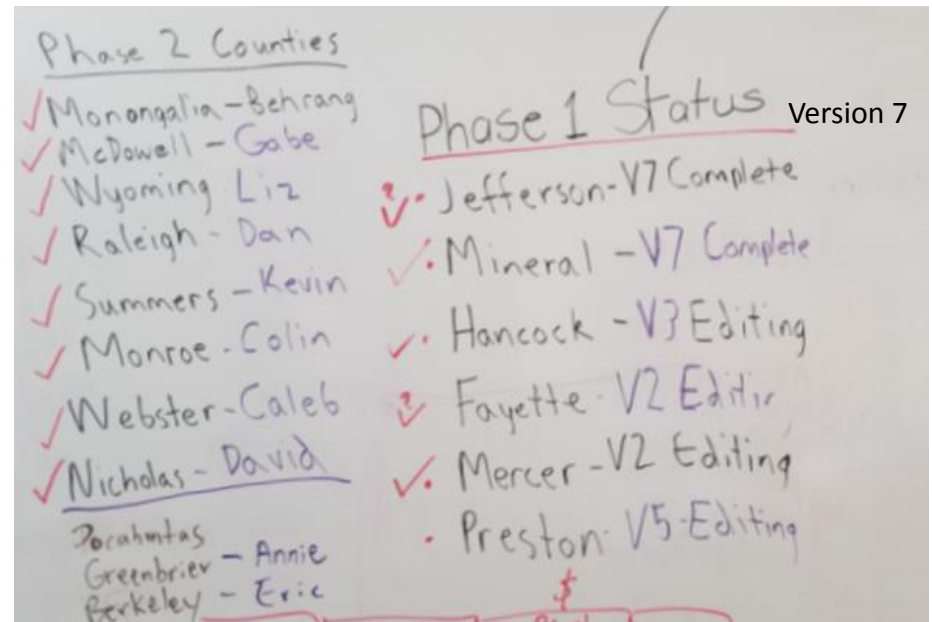 Phase 2 Counties
✓ Monongalia - Behrang
✓ McDowell - Gabe
✓ Wyoming Liz
✓ Raleigh - Dan
✓ Summers - Kevin
✓ Monroe - Colin
✓ Webster - Caleb
✓ Nicholas - David
Pocahontas
Greenbrier - Annie
Berkeley - Eric
Phase 1 Status Version 7
?✓ • Jefferson - V7 Complete
✓ • Mineral - V7 Complete
✓ • Hancock - V3 Editing
?✓ Fayette - V2
✓ • Mercer - V2 Editing
• Preston - V5 - Editing
$